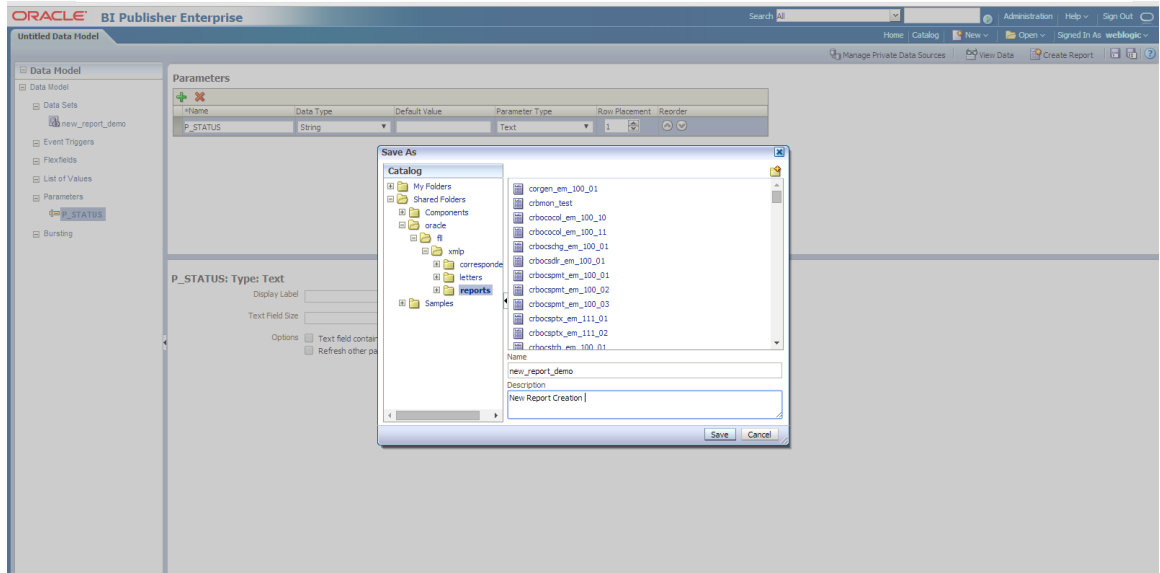 ORACLE BI Publisher Enterprise Search All Administration Help Sign Out
Untitled Data Model Home Catalog New Open Signed In As weblogic
Manage Private Data Sources View Data Create Report
Data Model
Data Model
Data Sets
new_report_demo
Event Triggers
Flexfields
List of Values
Parameters
P_STATUS
Bursting
Parameters
*Name Data Type Default Value Parameter Type Row Placement Reorder
P_STATUS String Text 1
P_STATUS: Type: Text
Display Label
Text Field Size
Options Text field contain
Refresh other pa
Save As
Catalog
My Folders
Shared Folders
Components
oracle
fl
xmlp
corresponde
letters
reports
Samples
corgen_em_100_01
crbmon_test
crbococol_em_100_10
crbococol_em_100_11
crbocschg_em_100_01
crbocsdlr_em_100_01
crbocspmt_em_100_01
crbocspmt_em_100_02
crbocspmt_em_100_03
crbocsptx_em_111_01
crbocsptx_em_111_02
crbocstrh_em_100_01
Name
new_report_demo
Description
New Report Creation
Save Cancel